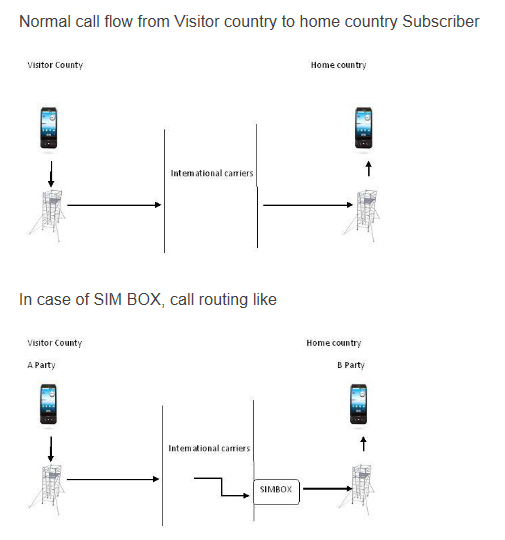 Normal call flow from Visitor country to home country Subscriber
Visitor County
Home country
International carriers
In case of SIM BOX, call routing like
Visitor County
Home country
A Party
B Party
International carriers
SIMBOX